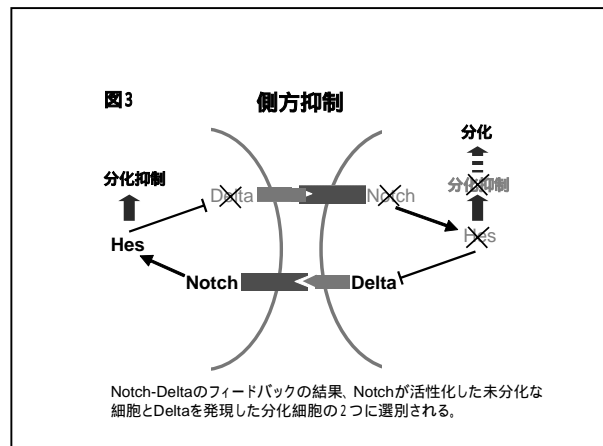 図3
側方抑制
分化
分化抑制
分化抑制
Delta
Notch
Hes
Hes
Notch
Delta
Notch-Deltaのフィードバックの結果、Notchが活性化した未分化な
細胞とDeltaを発現した分化細胞の2つに選別される。